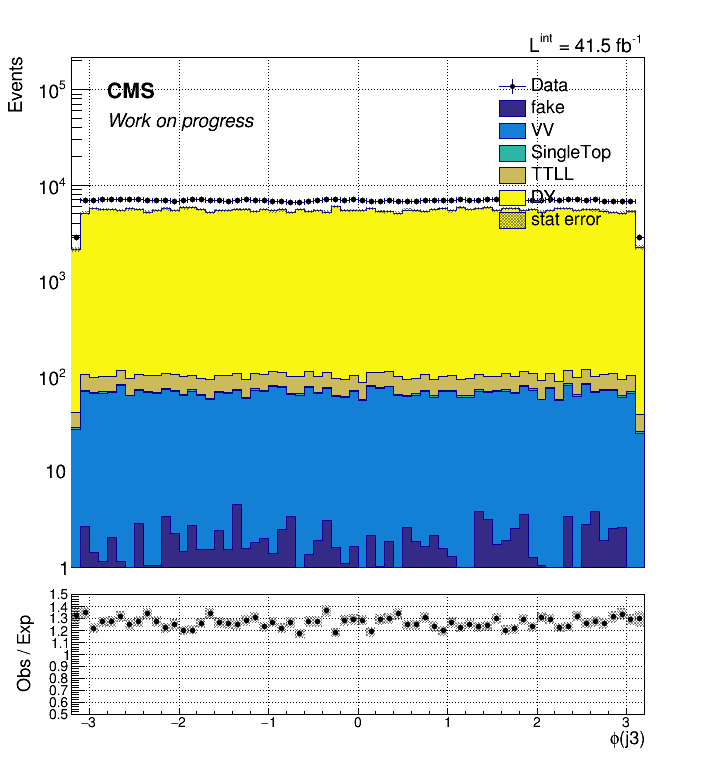 L^int = 41.5 fb^-1
Events
CMS
Work on progress
Data
fake
VV
SingleTop
TTLL
DY
stat error
10^5
10^4
10^3
10^2
10
1
Obs / Exp
1.5
1.4
1.3
1.2
1.1
1
0.9
0.8
0.7
0.6
0.5
−3 −2 −1 0 1 2 3
ϕ(j3)